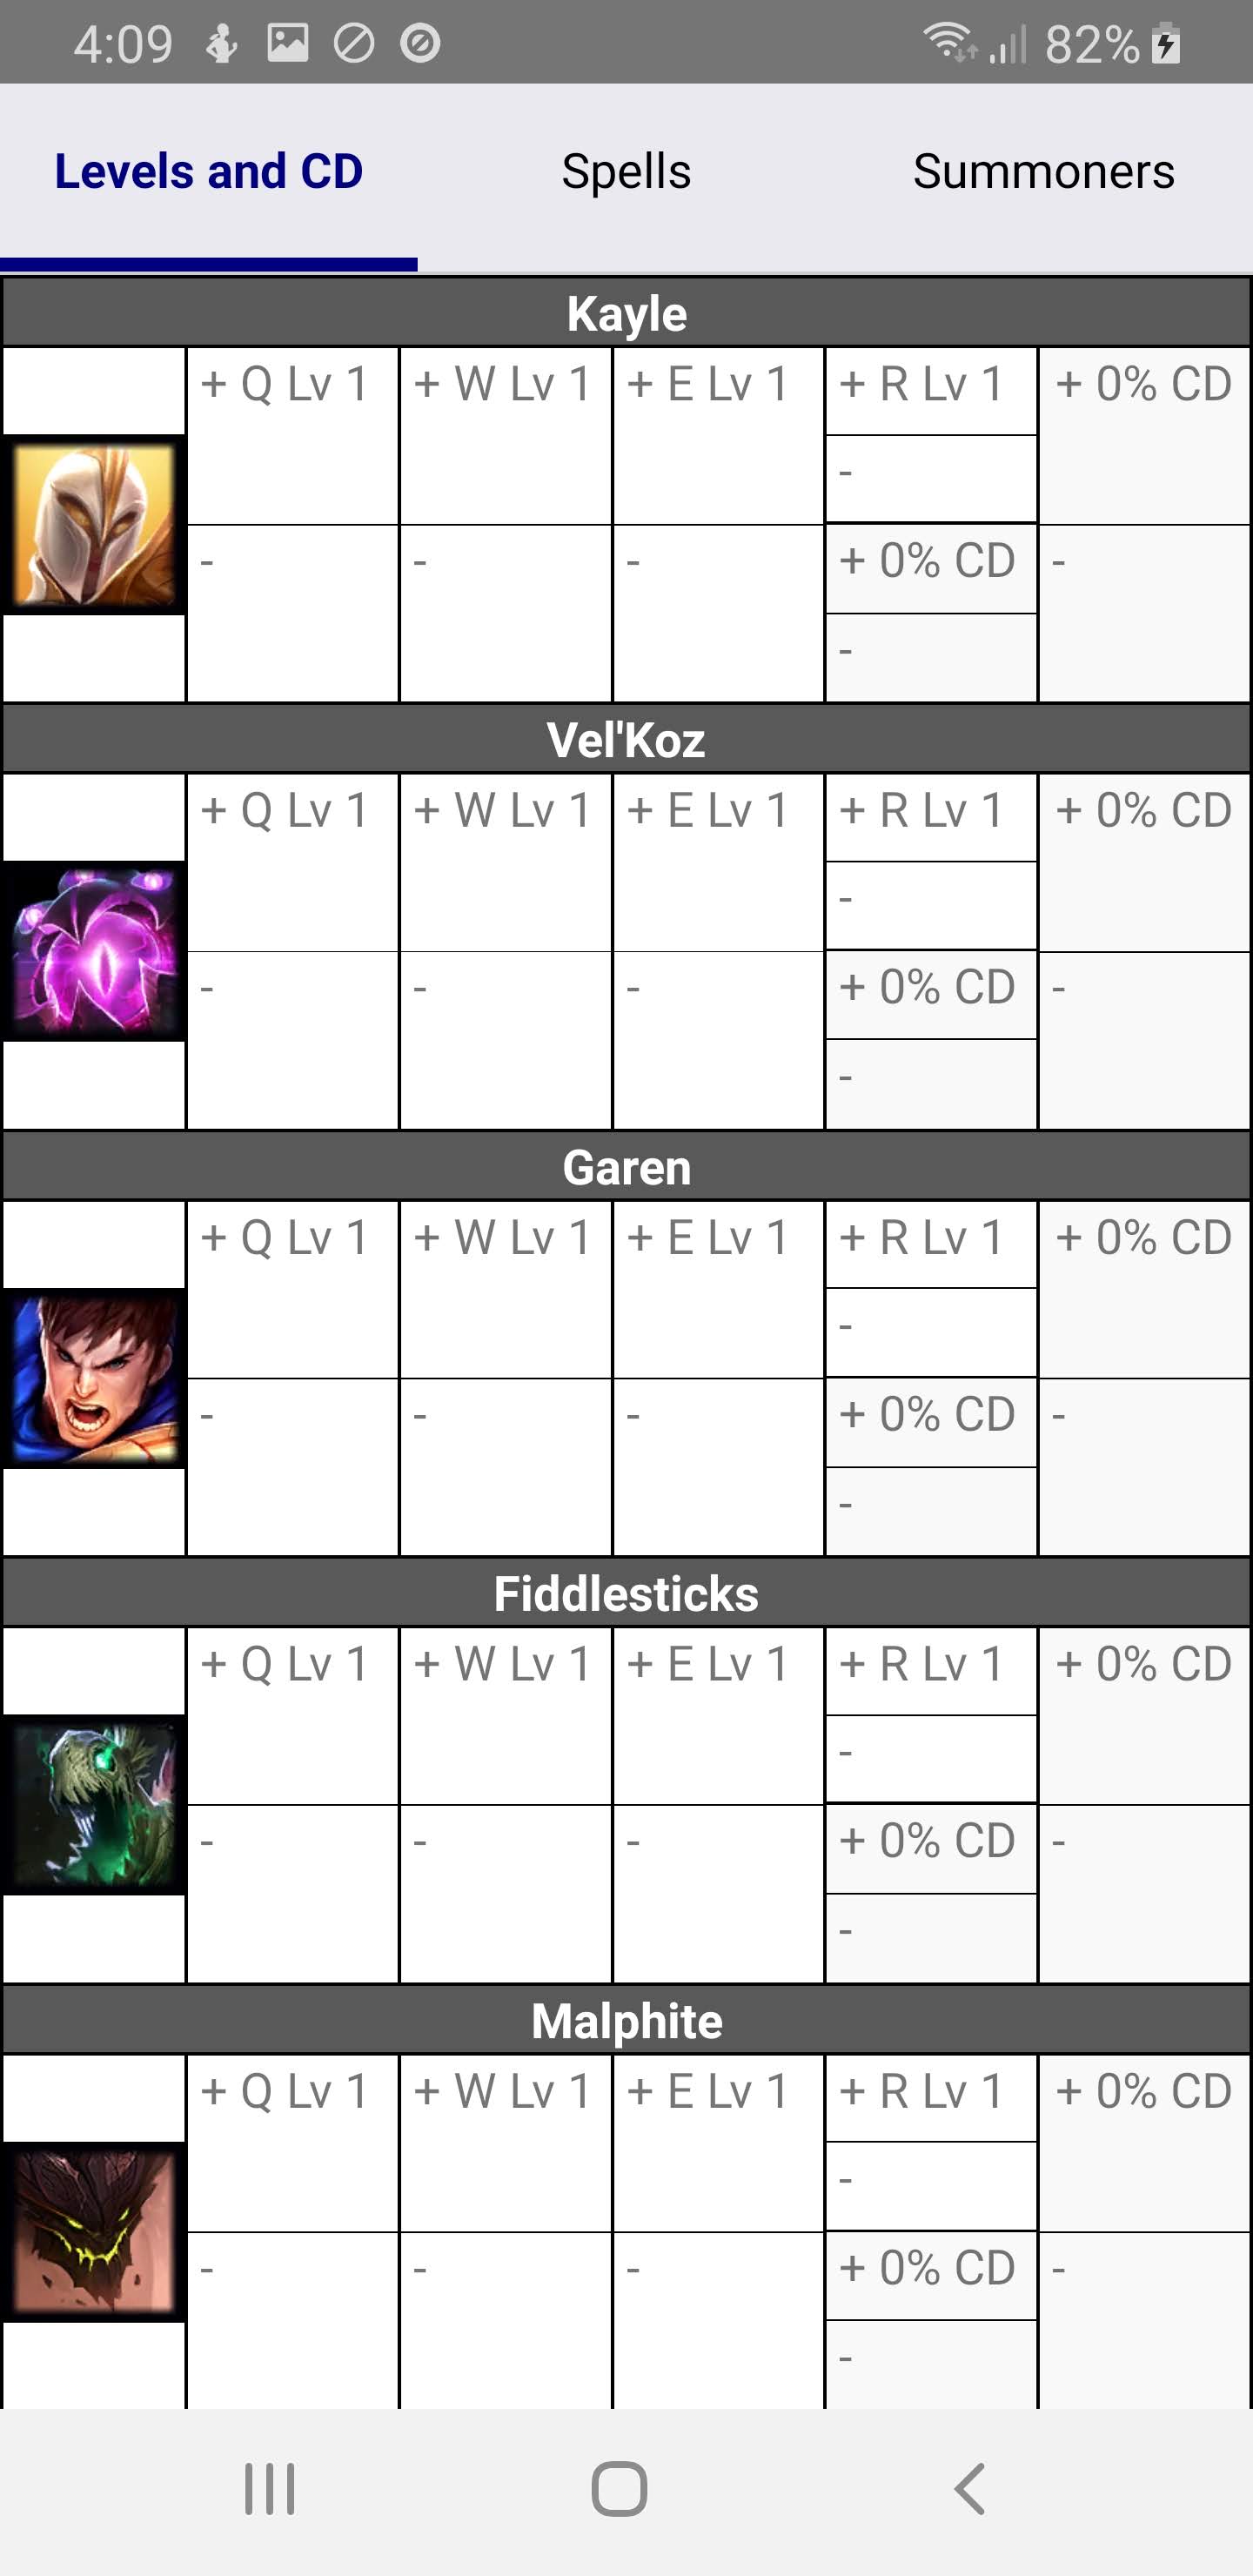 4:09 82%
Levels and CD Spells Summoners
Kayle
+ Q Lv 1 + W Lv 1 + E Lv 1 + R Lv 1 + 0% CD
-
- - - + 0% CD -
-
Vel'Koz
+ Q Lv 1 + W Lv 1 + E Lv 1 + R Lv 1 + 0% CD
-
- - - + 0% CD -
-
Garen
+ Q Lv 1 + W Lv 1 + E Lv 1 + R Lv 1 + 0% CD
-
- - - + 0% CD -
-
Fiddlesticks
+ Q Lv 1 + W Lv 1 + E Lv 1 + R Lv 1 + 0% CD
-
- - - + 0% CD -
-
Malphite
+ Q Lv 1 + W Lv 1 + E Lv 1 + R Lv 1 + 0% CD
-
- - - + 0% CD -
-